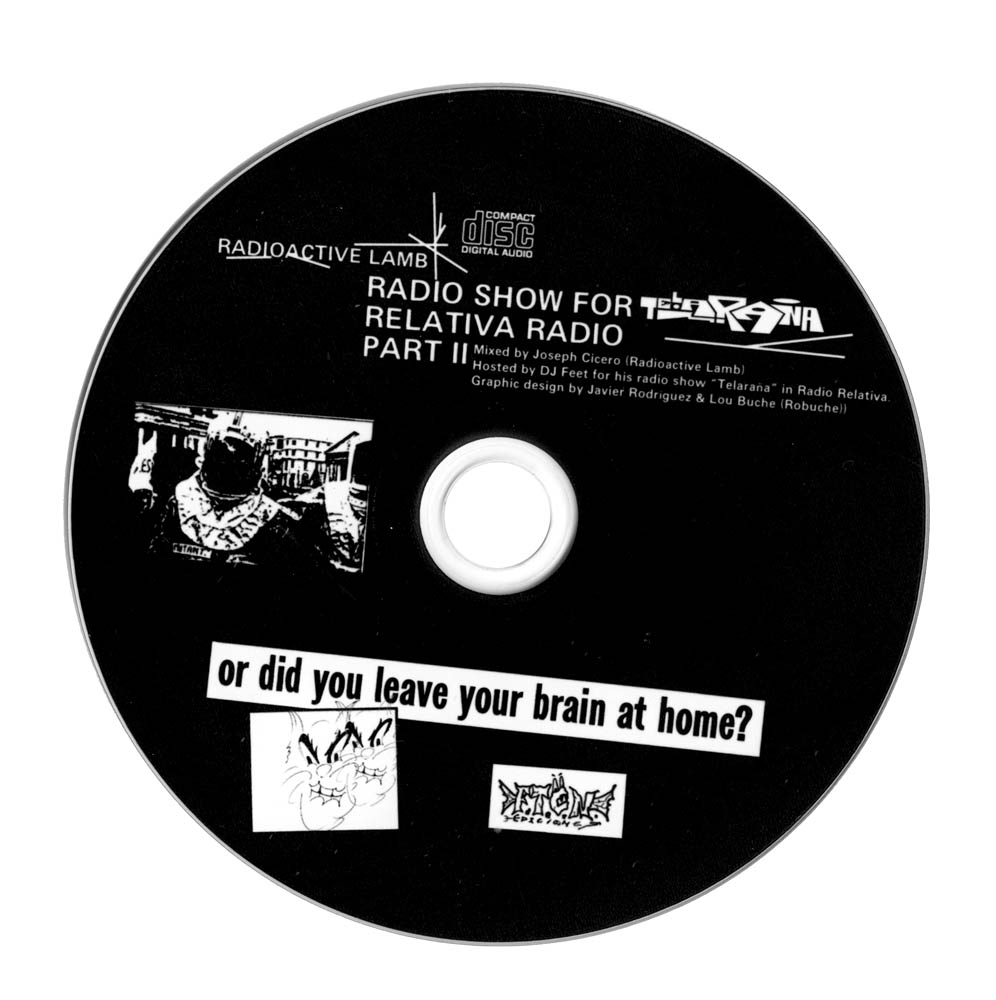 COMPACT
disc
DIGITAL AUDIO
RADIOACTIVE LAMB
RADIO SHOW FOR TELARAÑA
RELATIVA RADIO
PART II
Mixed by Joseph Cicero (Radioactive Lamb)
Hosted by DJ Feet for his radio show "Telaraña" in Radio Relativa.
Graphic design by Javier Rodriguez & Lou Buche (Robuche))
or did you leave your brain at home?